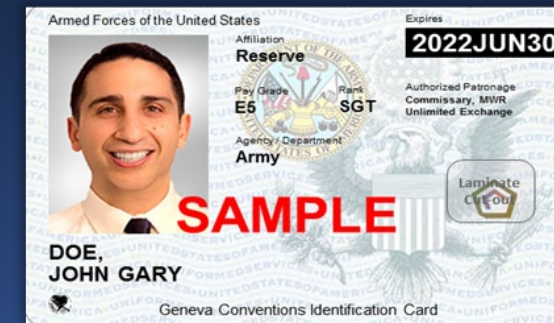 Armed Forces of the United States
Expires
2022JUN30
Affiliation
Reserve
Pay Grade
Rank
E5
SGT
Authorized Patronage
Commissary, MWR
Unlimited Exchange
Agency / Department
Army
Laminate
Cut-out
SAMPLE
DOE,
JOHN GARY
Geneva Conventions Identification Card